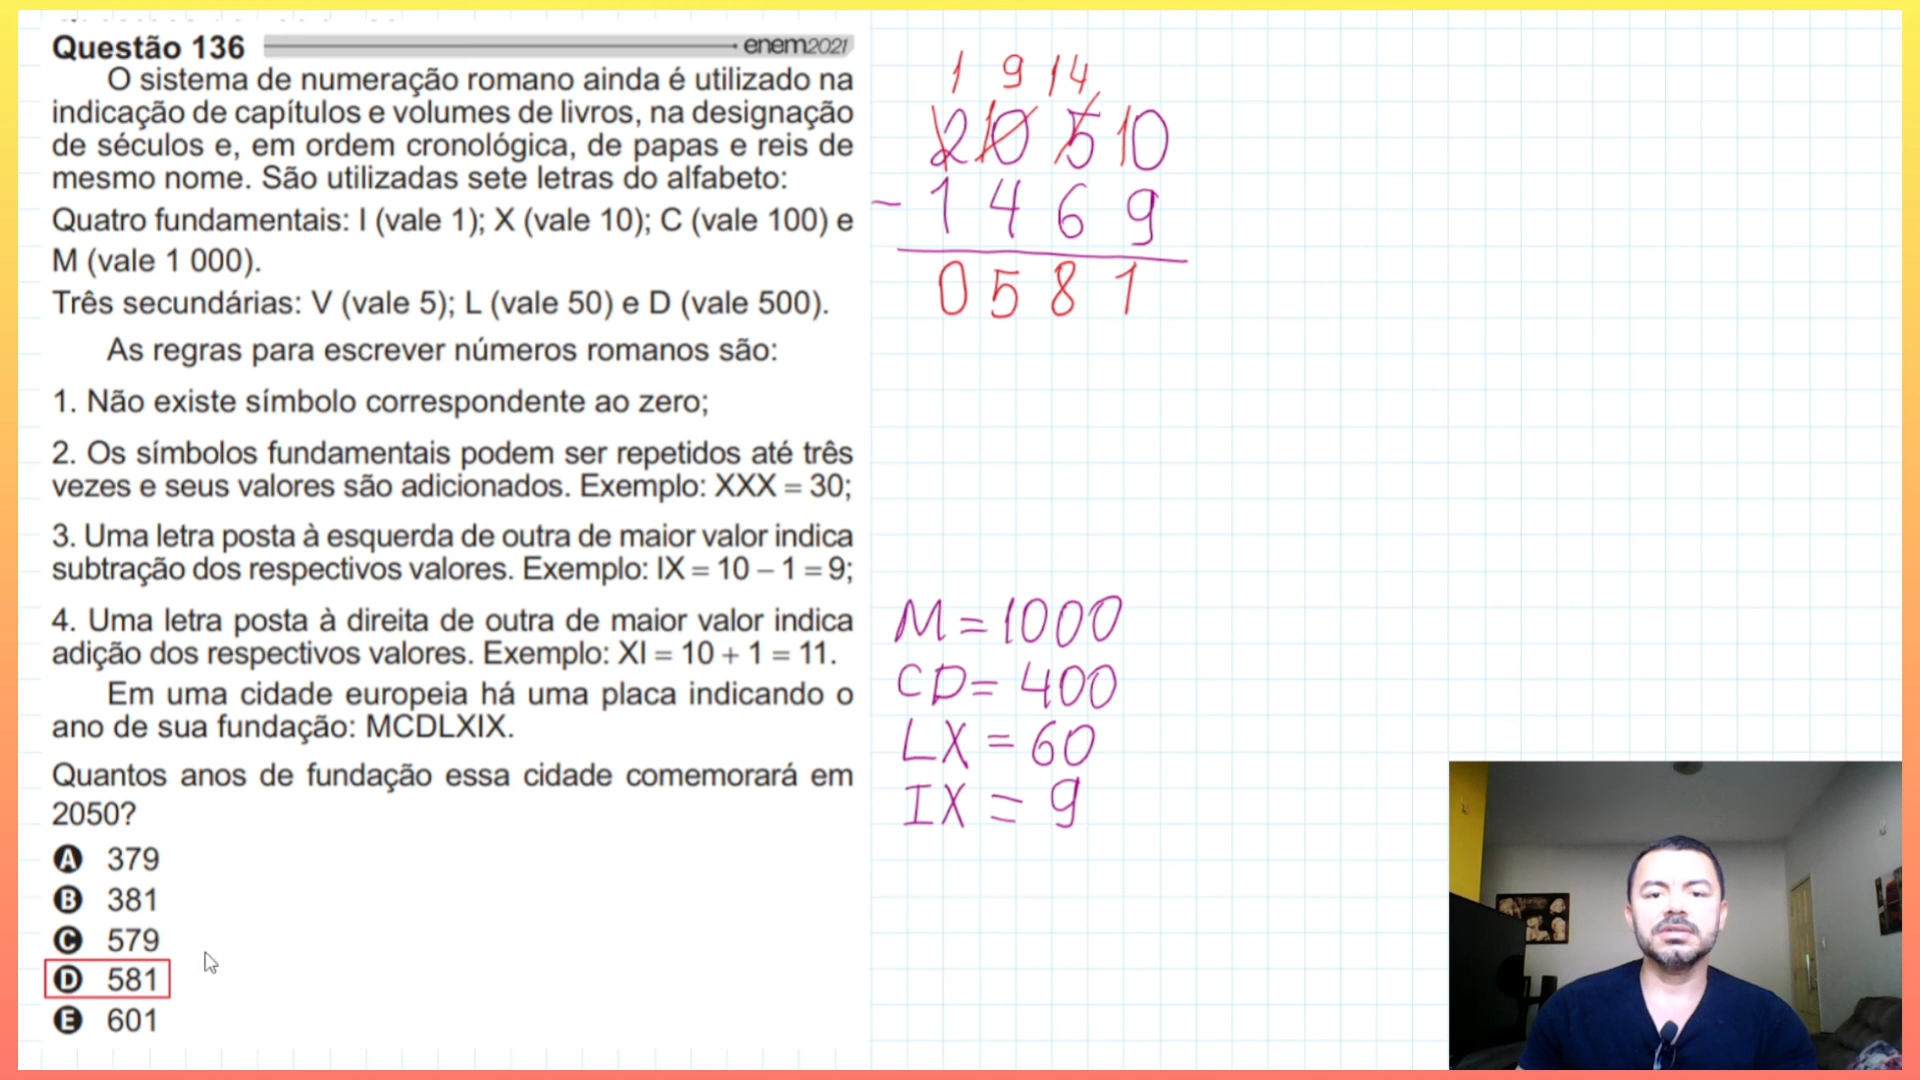 Questão 136
enem2021
O sistema de numeração romano ainda é utilizado na
indicação de capítulos e volumes de livros, na designação
de séculos e, em ordem cronológica, de papas e reis de
mesmo nome. São utilizadas sete letras do alfabeto:
Quatro fundamentais: I (vale 1); X (vale 10); C (vale 100) e
M (vale 1 000).
Três secundárias: V (vale 5); L (vale 50) e D (vale 500).
As regras para escrever números romanos são:
1. Não existe símbolo correspondente ao zero;
2. Os símbolos fundamentais podem ser repetidos até três
vezes e seus valores são adicionados. Exemplo: XXX = 30;
3. Uma letra posta à esquerda de outra de maior valor indica
subtração dos respectivos valores. Exemplo: IX = 10 – 1 = 9;
4. Uma letra posta à direita de outra de maior valor indica
adição dos respectivos valores. Exemplo: XI = 10 + 1 = 11.
Em uma cidade europeia há uma placa indicando o
ano de sua fundação: MCDLXIX.
Quantos anos de fundação essa cidade comemorará em
2050?
A 379
B 381
C 579
D 581
E 601
1 9 14
2 10 5 10
- 1 4 6 9
0 5 8 1
M = 1000
CD = 400
LX = 60
IX = 9